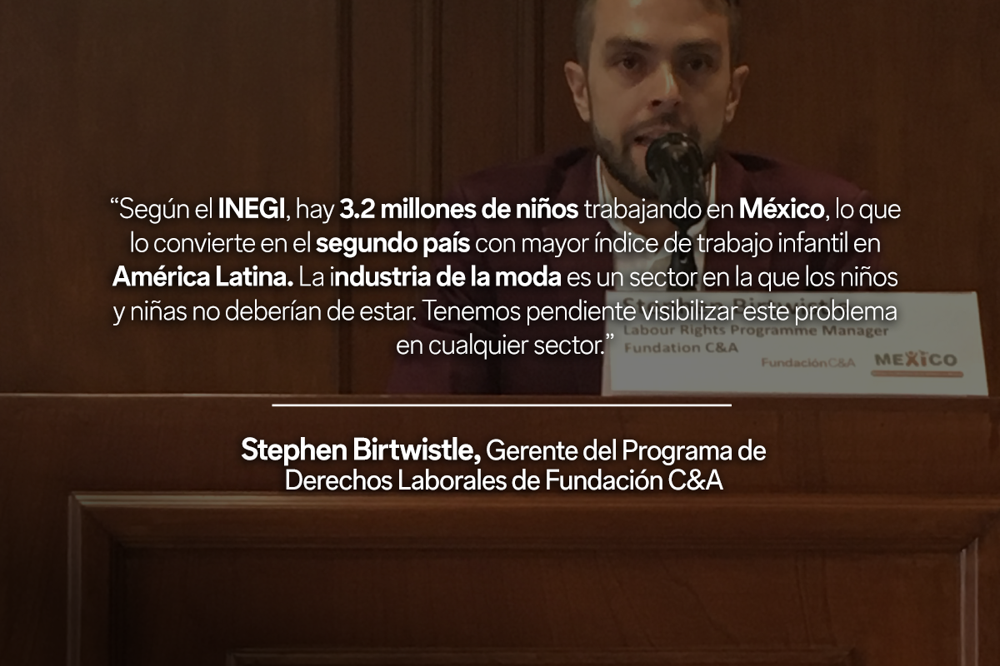 “Según el INEGI, hay 3.2 millones de niños trabajando en México, lo que
lo convierte en el segundo país con mayor índice de trabajo infantil en
América Latina. La industria de la moda es un sector en la que los niños
y niñas no deberían de estar. Tenemos pendiente visibilizar este problema
en cualquier sector.”
Stephen Birtwistle
Labour Rights Programme Manager
Fundation C&A
FundaciónC&A MEXICO
Stephen Birtwistle, Gerente del Programa de
Derechos Laborales de Fundación C&A